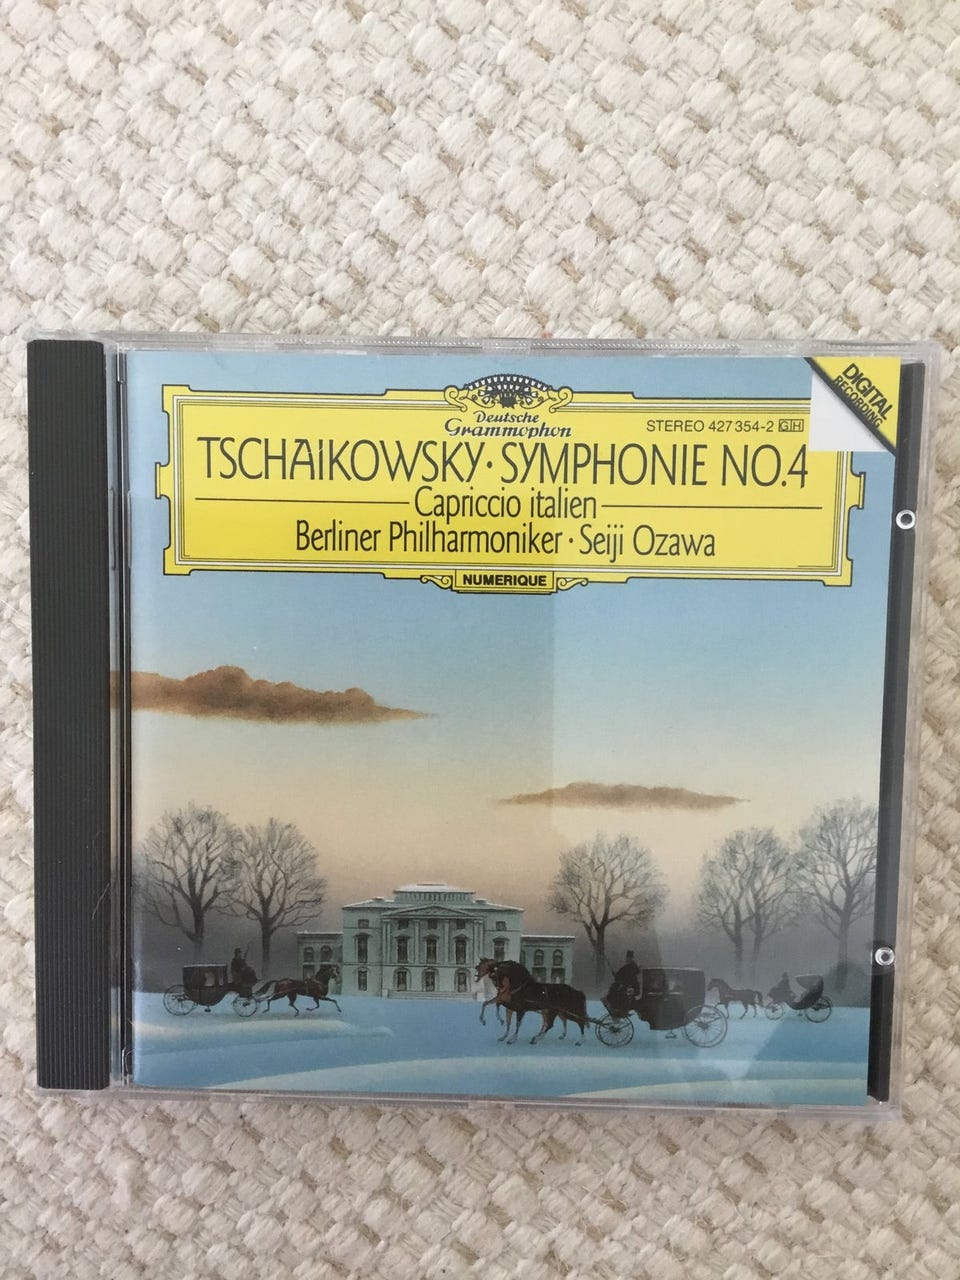 DIGITAL
RECORDING
Deutsche
Grammophon
STEREO 427 354-2 GH
TSCHAIKOWSKY · SYMPHONIE NO.4
Capriccio italien
Berliner Philharmoniker · Seiji Ozawa
NUMERIQUE